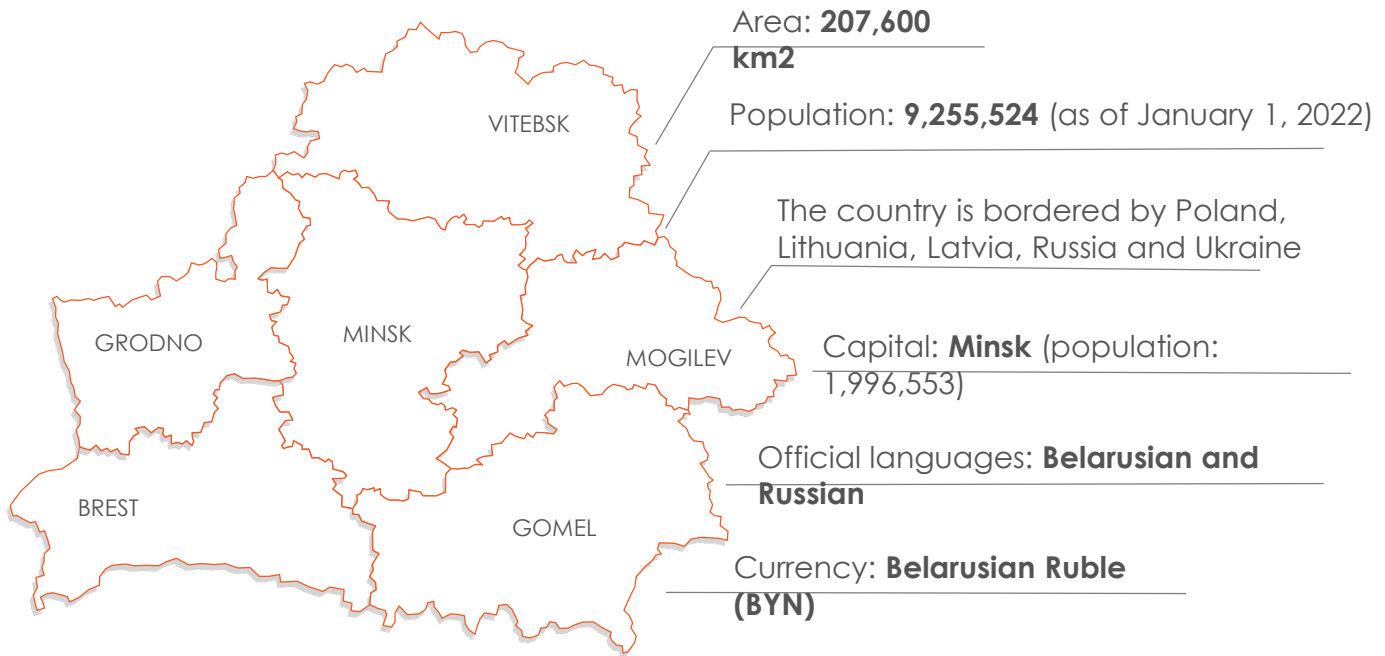 Area: 207,600
km2
VITEBSK
Population: 9,255,524 (as of January 1, 2022)
The country is bordered by Poland,
Lithuania, Latvia, Russia and Ukraine
GRODNO
MINSK
MOGILEV
Capital: Minsk (population:
1,996,553)
Official languages: Belarusian and
Russian
BREST
GOMEL
Currency: Belarusian Ruble
(BYN)